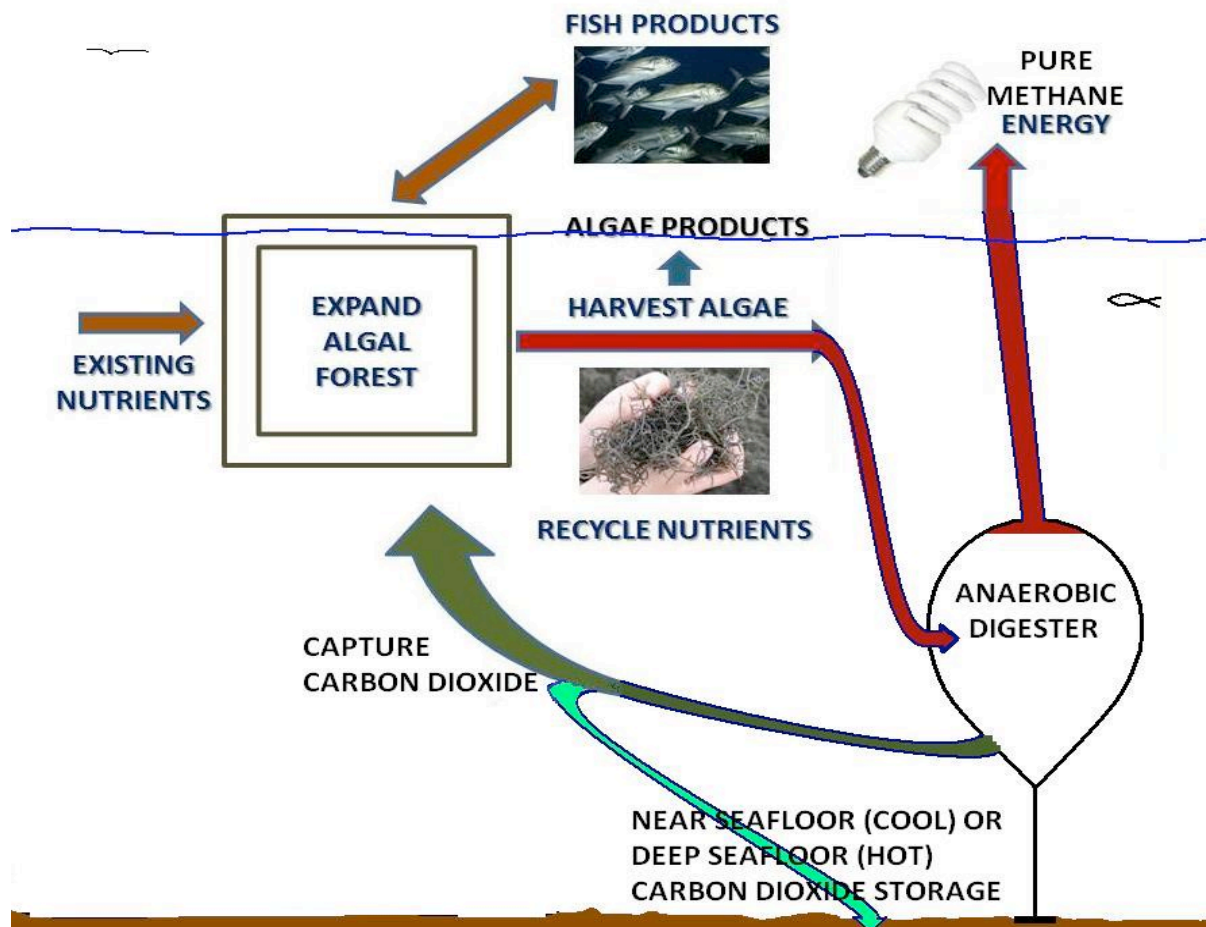 FISH PRODUCTS
PURE
METHANE
ENERGY
ALGAE PRODUCTS
HARVEST ALGAE
EXPAND
ALGAL
FOREST
EXISTING
NUTRIENTS
RECYCLE NUTRIENTS
ANAEROBIC
DIGESTER
CAPTURE
CARBON DIOXIDE
NEAR SEAFLOOR (COOL) OR
DEEP SEAFLOOR (HOT)
CARBON DIOXIDE STORAGE